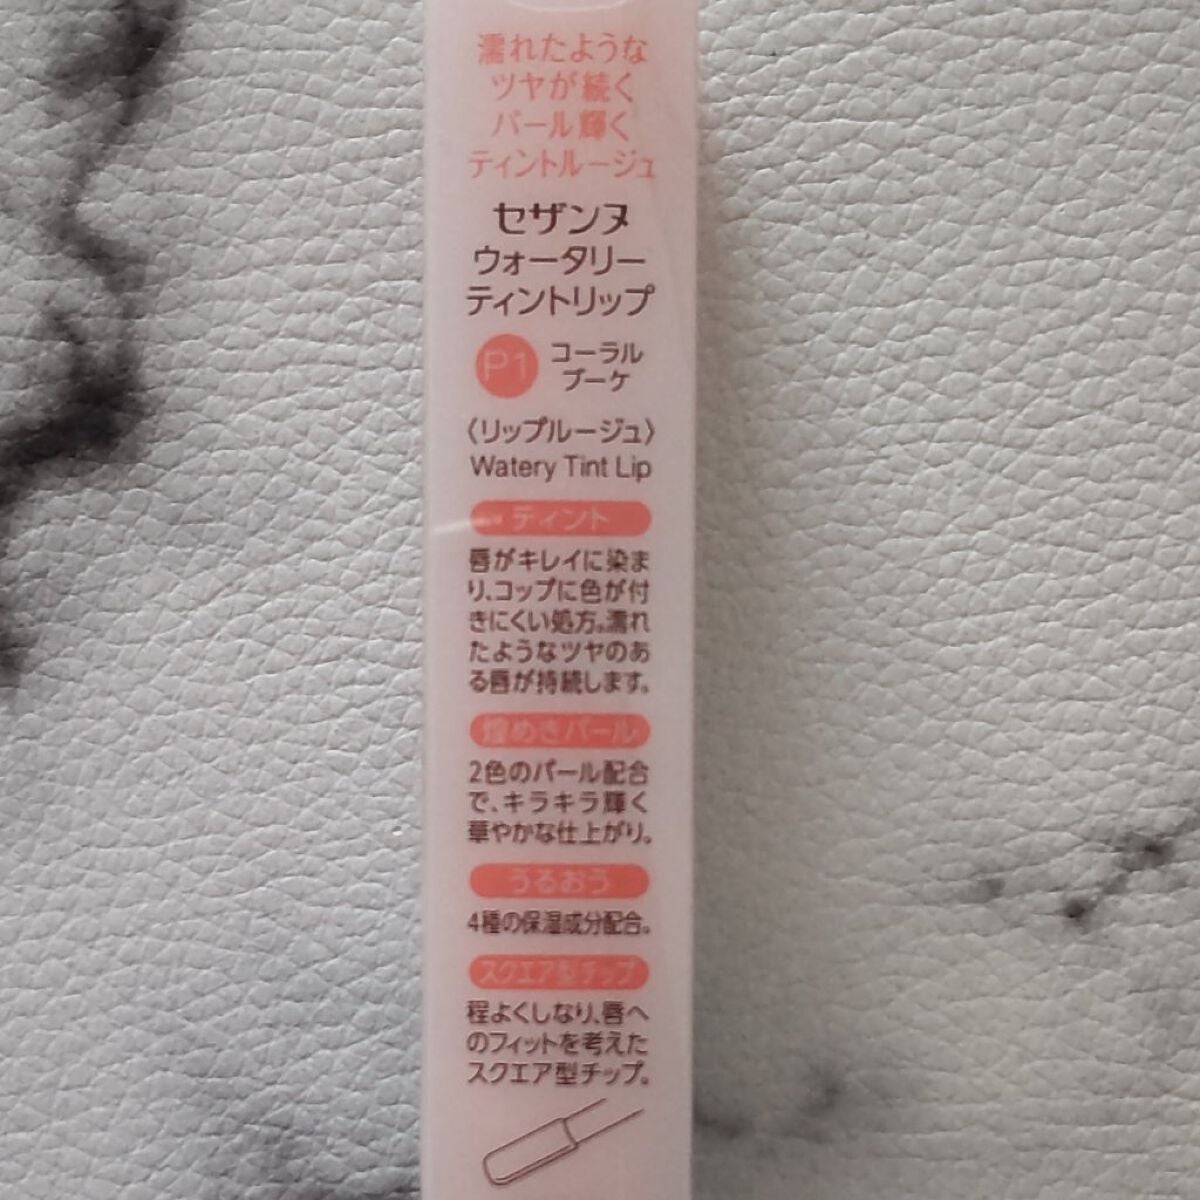 濡れたような
ツヤが続く
パール輝く
ティントルージュ
セザンヌ
ウォータリー
ティントリップ
P1 コーラル
ブーケ
〈リップルージュ〉
Watery Tint Lip
ティント
唇がキレイに染ま
り、コップに色が付
きにくい処方。濡れ
たようなツヤのあ
る唇が持続します。
煌めきパール
2色のパール配合
で、キラキラ輝く
華やかな仕上がり。
うるおう
4種の保湿成分配合。
スクエア型チップ
程よくしなり、唇へ
のフィットを考えた
スクエア型チップ。